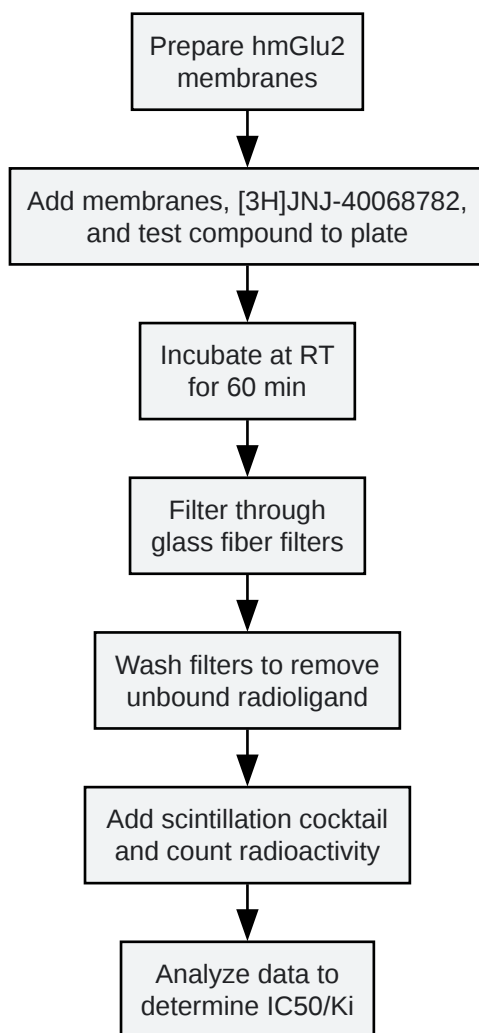 Prepare hmGlu2
membranes
Add membranes, [3H]JNJ-40068782,
and test compound to plate
Incubate at RT
for 60 min
Filter through
glass fiber filters
Wash filters to remove
unbound radioligand
Add scintillation cocktail
and count radioactivity
Analyze data to
determine IC50/Ki